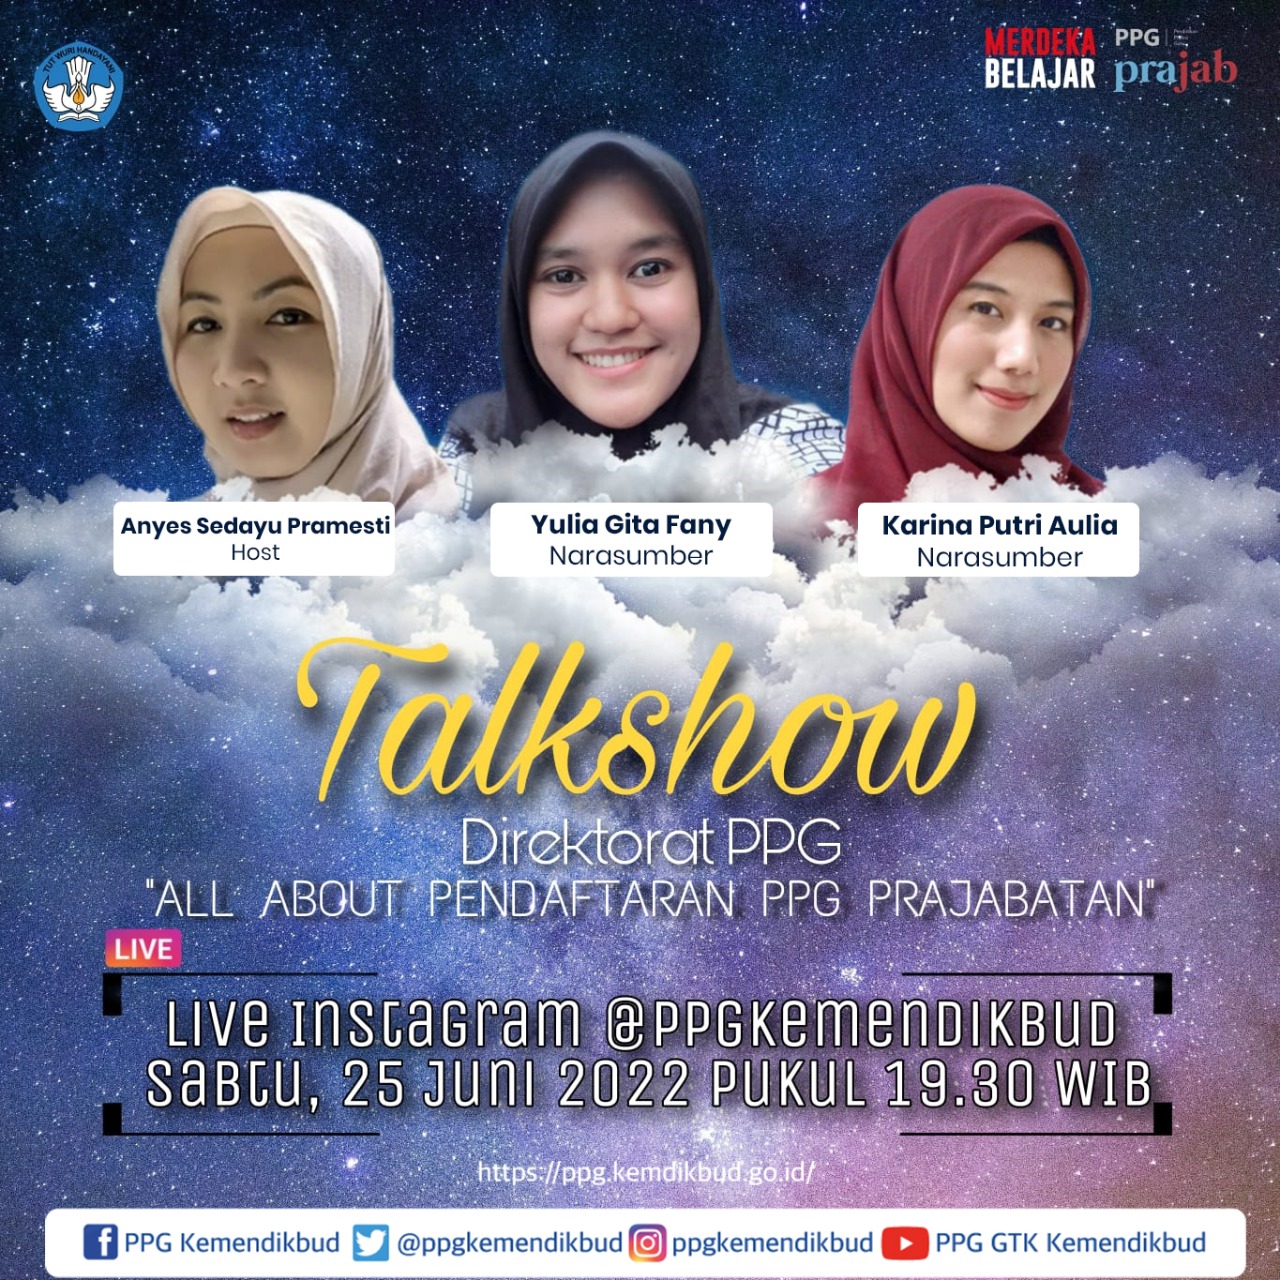 TUT WURI HANDAYANI
MERDEKA
BELAJAR
PPG
prajab
Anyes Sedayu Pramesti
Host
Yulia Gita Fany
Narasumber
Karina Putri Aulia
Narasumber
Talkshow
Direktorat PPG
"ALL ABOUT PENDAFTARAN PPG PRAJABATAN"
LIVE
LIVE INSTAGRAM @PPGKEMENDIKBUD
SABTU, 25 JUNI 2022 PUKUL 19.30 WIB
https://ppg.kemdikbud.go.id/
PPG Kemendikbud @ppgkemendikbud ppgkemendikbud PPG GTK Kemendikbud